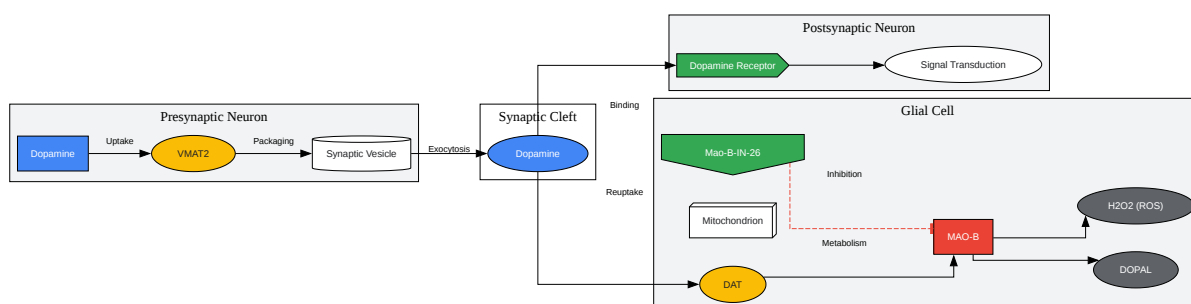 Presynaptic Neuron
Dopamine
Uptake
VMAT2
Packaging
Synaptic Vesicle
Exocytosis
Synaptic Cleft
Dopamine
Binding
Reuptake
Postsynaptic Neuron
Dopamine Receptor
Signal Transduction
Glial Cell
Mao-B-IN-26
Inhibition
Mitochondrion
Metabolism
MAO-B
H2O2 (ROS)
DOPAL
DAT